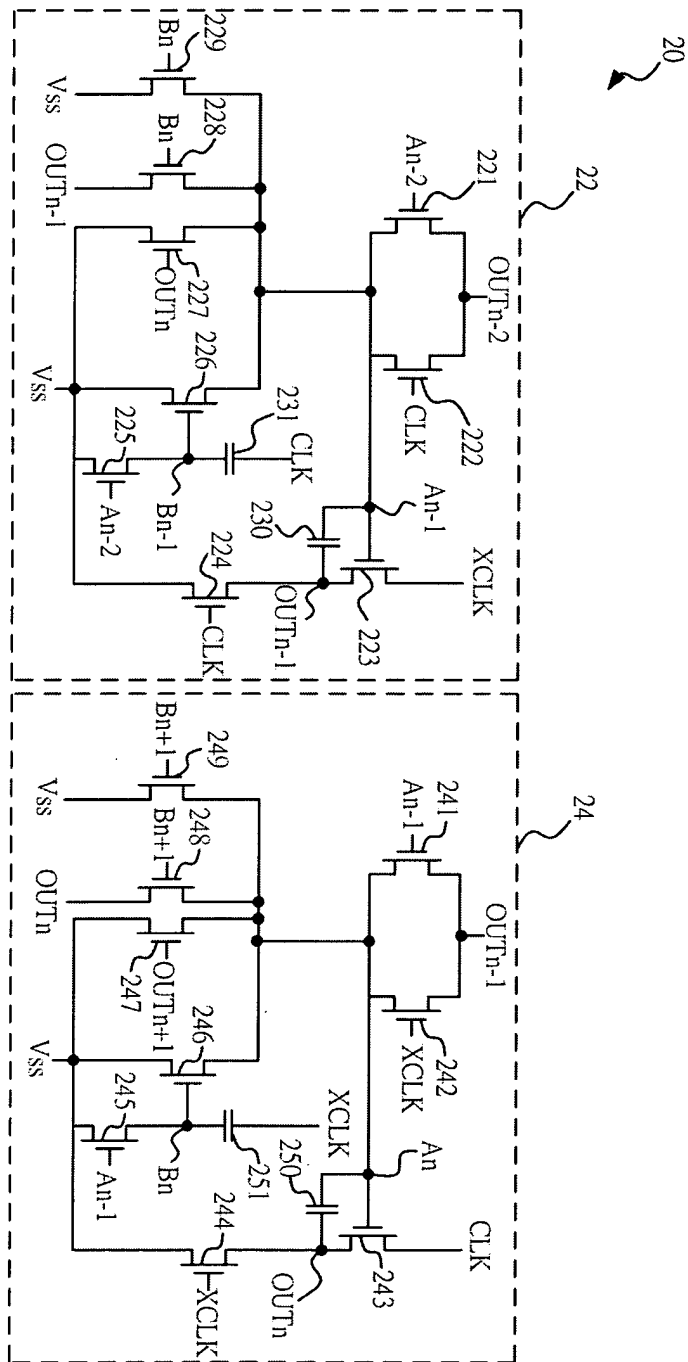 20
22
OUTn-2
An-2
221
222
CLK
An-1
XCLK
223
230
OUTn-1
CLK
231
Bn-1
226
225
An-2
224
CLK
Bn
229
Vss
Bn
228
OUTn-1
227
OUTn
Vss
24
OUTn-1
An-1
241
242
XCLK
An
CLK
243
250
OUTn
XCLK
251
Bn
246
245
An-1
244
XCLK
Bn+1
249
Vss
Bn+1
248
OUTn
247
OUTn+1
Vss